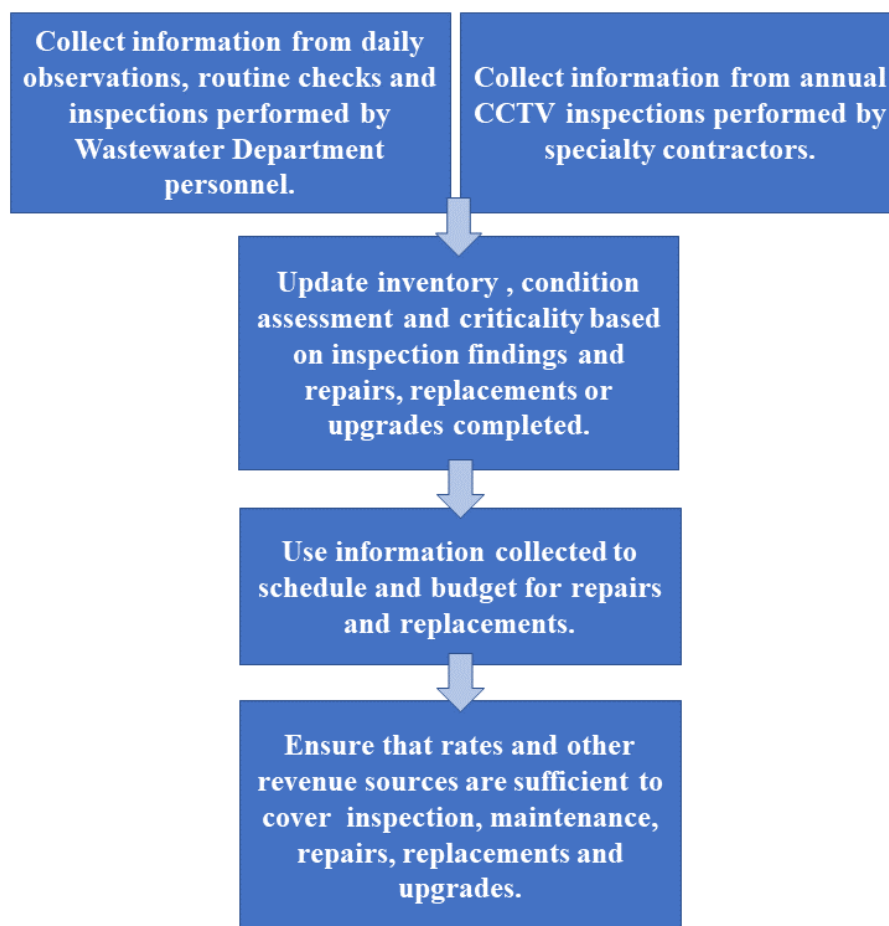 Collect information from daily
observations, routine checks and
inspections performed by
Wastewater Department
personnel.
Collect information from annual
CCTV inspections performed by
specialty contractors.
Update inventory , condition
assessment and criticality based
on inspection findings and
repairs, replacements or
upgrades completed.
Use information collected to
schedule and budget for repairs
and replacements.
Ensure that rates and other
revenue sources are sufficient to
cover inspection, maintenance,
repairs, replacements and
upgrades.